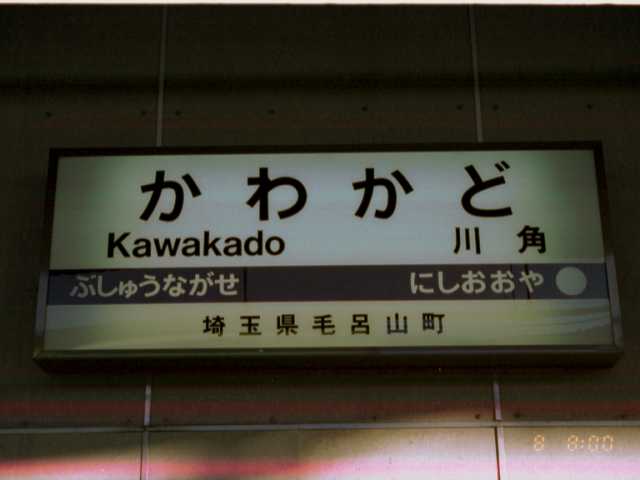 かわかど
Kawakado 川角
ぶしゅうながせ にしおおや
埼玉県毛呂山町
8 8:00